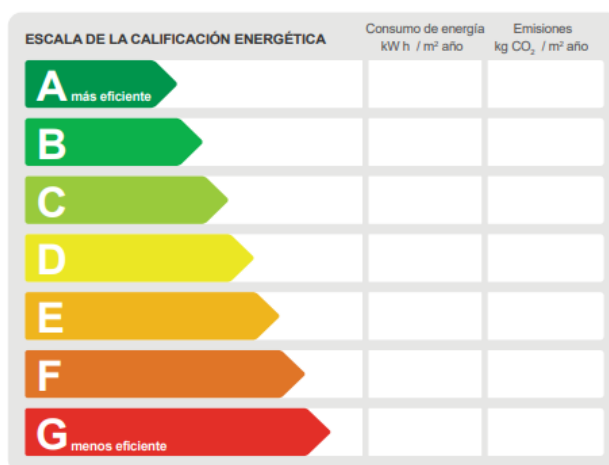 ESCALA DE LA CALIFICACIÓN ENERGÉTICA
Consumo de energía
kW h / m² año
Emisiones
kg CO₂ / m² año
A más eficiente
B
C
D
E
F
G menos eficiente